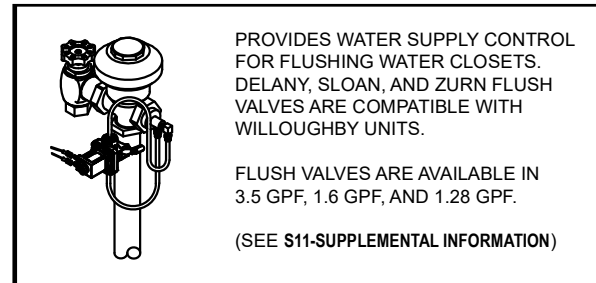 PROVIDES WATER SUPPLY CONTROL
FOR FLUSHING WATER CLOSETS.
DELANY, SLOAN, AND ZURN FLUSH
VALVES ARE COMPATIBLE WITH
WILLOUGHBY UNITS.
FLUSH VALVES ARE AVAILABLE IN
3.5 GPF, 1.6 GPF, AND 1.28 GPF.
(SEE S11-SUPPLEMENTAL INFORMATION)